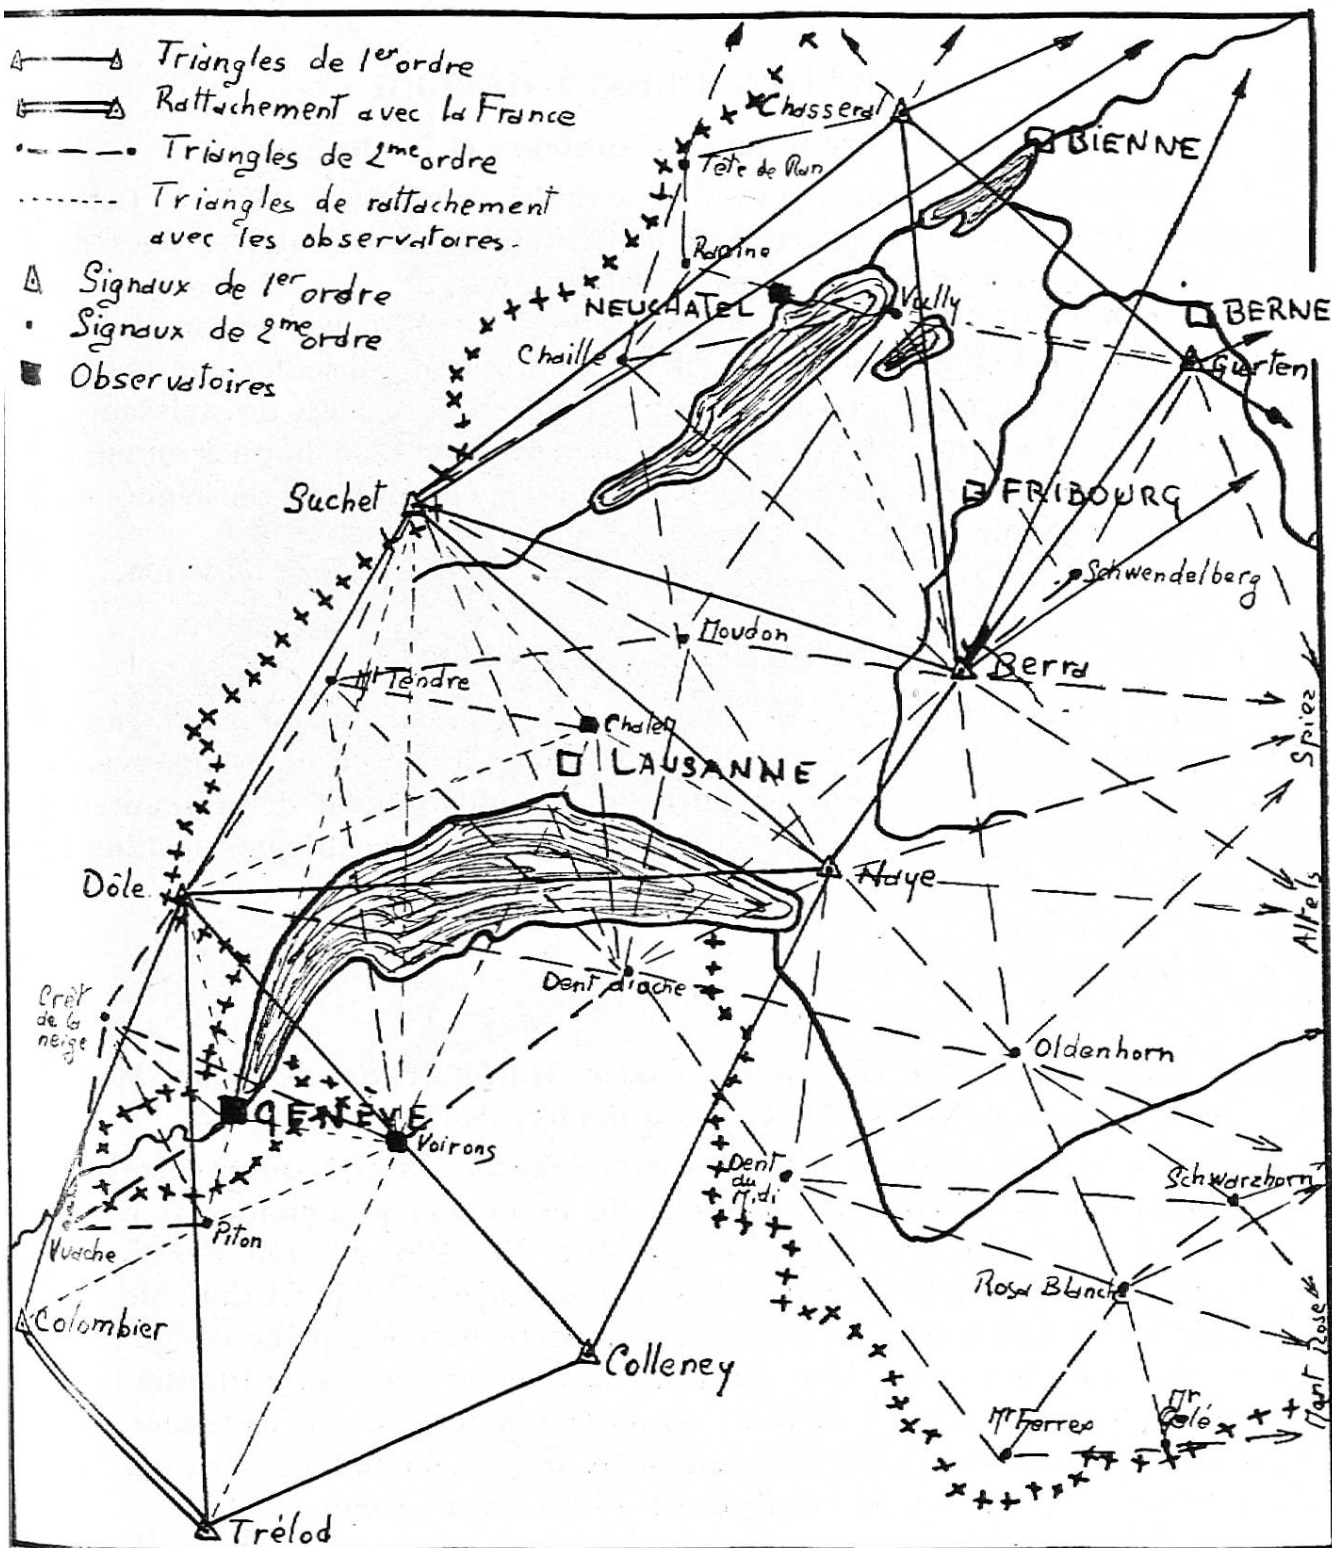 Triangles de 1er ordre
Rattachement avec la France
Triangles de 2me ordre
Triangles de rattachement
avec les observatoires.
Signaux de 1er ordre
Signaux de 2me ordre
Observatoires
Chasseral
BIENNE
Tête de Ran
Racine
NEUCHATEL
Vully
BERNE
Chaille
Gurten
Suchet
FRIBOURG
Schwendelberg
Moudon
Berra
Mt Tendre
Spiez
Chalet
LAUSANNE
Dôle
Naye
Altels
Dent d'oche
Crêt
de la
neige
Oldenhorn
GENÈVE
Voirons
Dent
du
Midi
Schwarzhorn
Vuache
Piton
Rosa Blanche
Colombier
Colleney
Mont Rose
Mt Ferrex
Mt
Gelé
Trélod